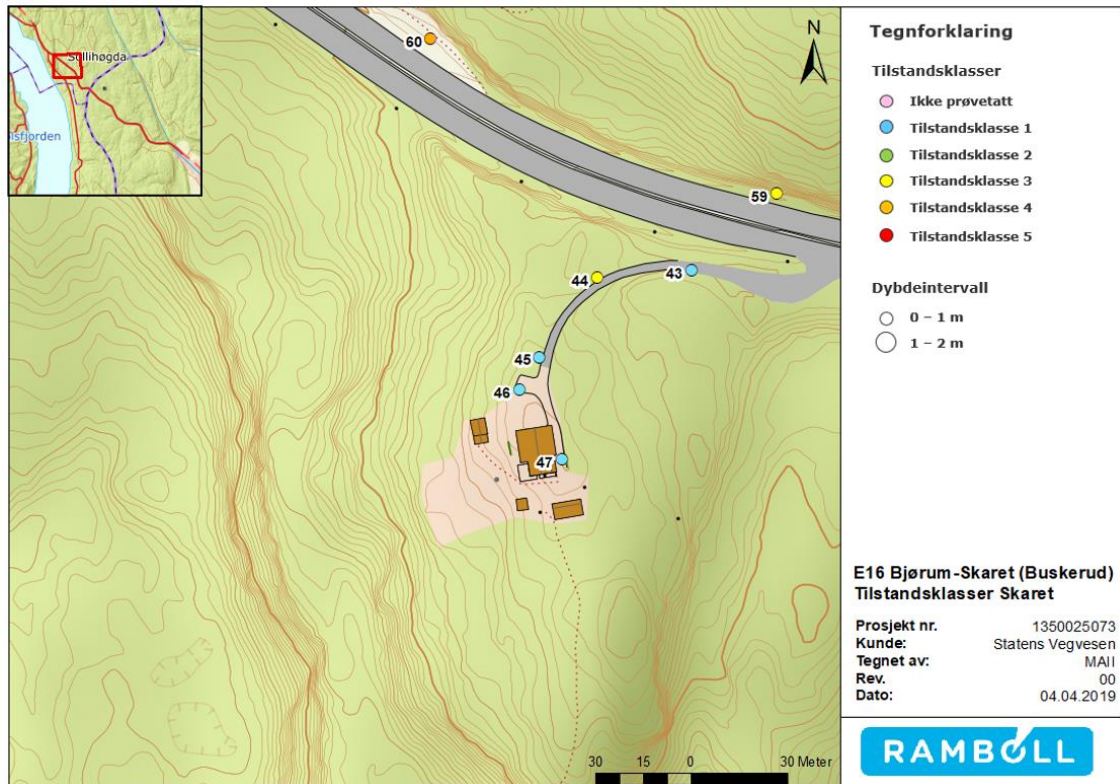 Sollihøgda
lsfjorden
N
60
59
44
43
45
46
47
30 15 0 30 Meter
Tegnforklaring
Tilstandsklasser
Ikke prøvetatt
Tilstandsklasse 1
Tilstandsklasse 2
Tilstandsklasse 3
Tilstandsklasse 4
Tilstandsklasse 5
Dybdeintervall
0 – 1 m
1 – 2 m
E16 Bjørum-Skaret (Buskerud)
Tilstandsklasser Skaret
Prosjekt nr. 1350025073
Kunde: Statens Vegvesen
Tegnet av: MAII
Rev. 00
Dato: 04.04.2019
RAMBOLL